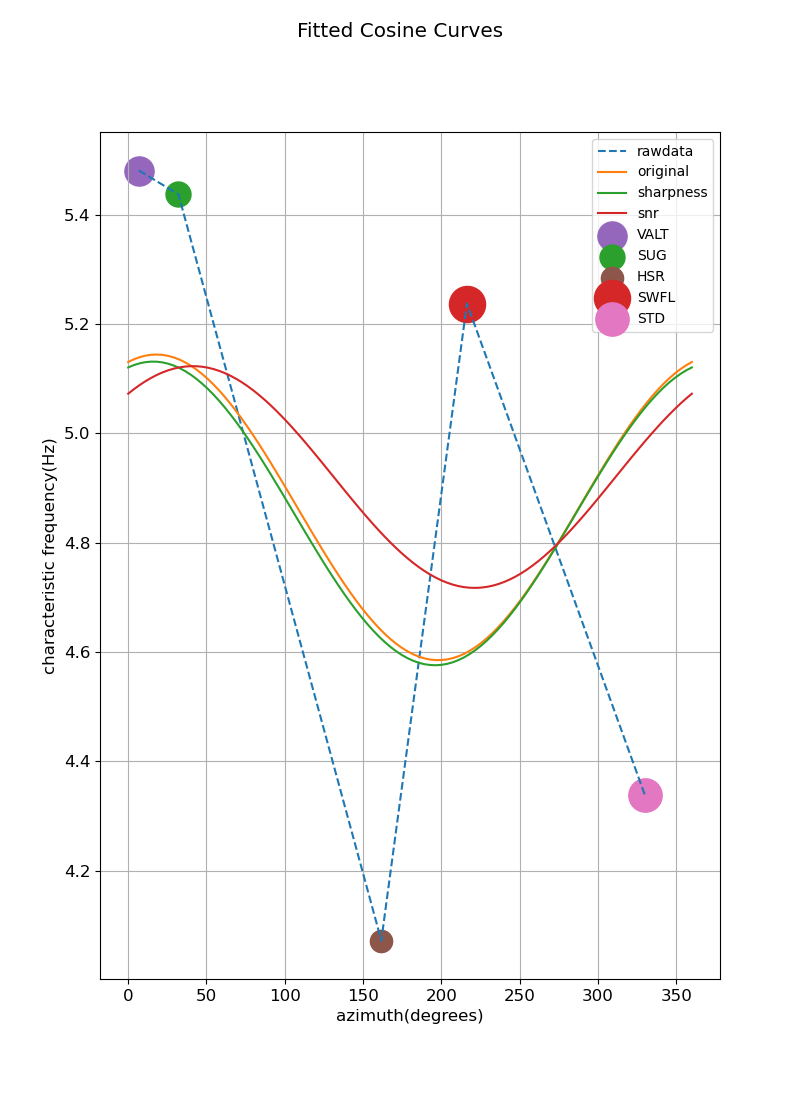 Fitted Cosine Curves
rawdata
original
sharpness
snr
VALT
SUG
HSR
SWFL
STD
characteristic frequency(Hz)
5.4
5.2
5.0
4.8
4.6
4.4
4.2
0 50 100 150 200 250 300 350
azimuth(degrees)